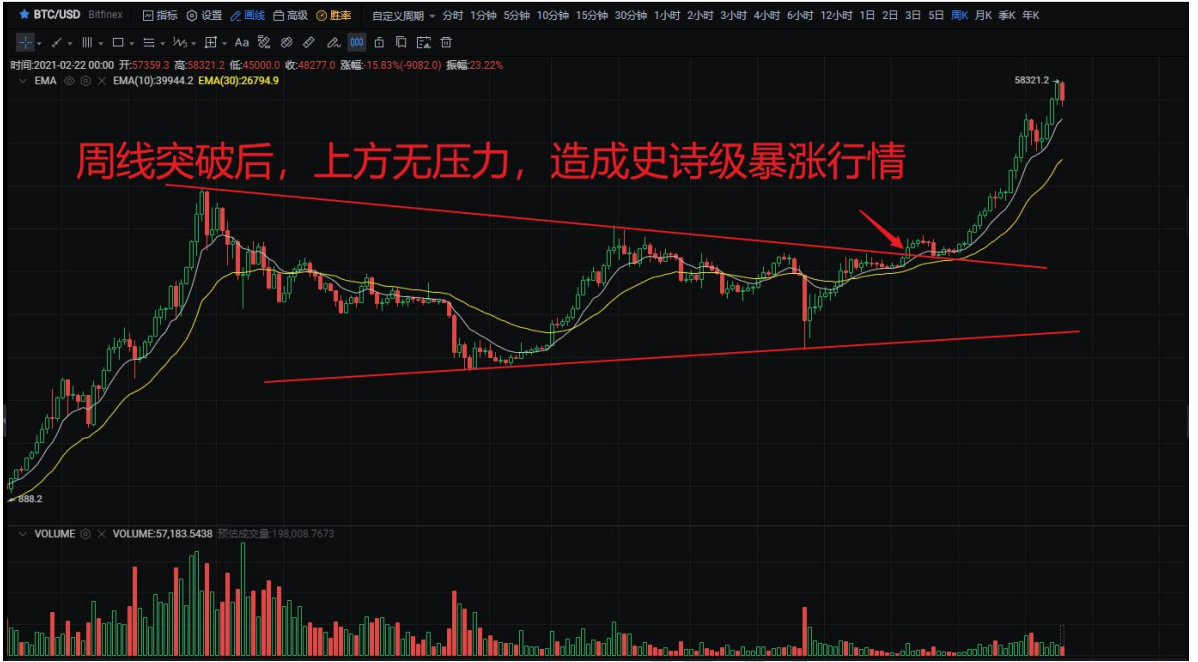 BTC/USD Bitfinex 指标 设置 画线 高级 胜率 自定义周期 分时 1分钟 5分钟 10分钟 15分钟 30分钟 1小时 2小时 3小时 4小时 6小时 12小时 1日 2日 3日 5日 周K 月K 季K 年K
Aa
时间:2021-02-22 00:00 开:57359.3 高:58321.2 低:45000.0 收:48277.0 涨幅:-15.83%(-9082.0) 振幅:23.22%
EMA EMA(10):39944.2 EMA(30):26794.9
58321.2
周线突破后，上方无压力，造成史诗级暴涨行情
888.2
VOLUME VOLUME:57,183.5438 预估成交量:198,008.7673